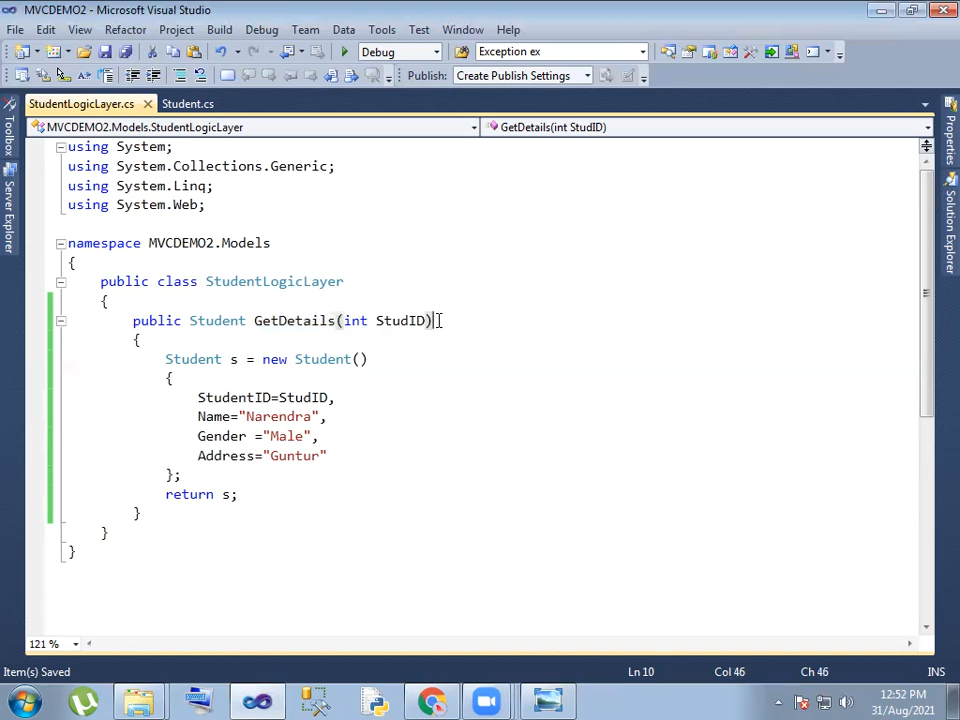 MVCDEMO2 - Microsoft Visual Studio
File Edit View Refactor Project Build Debug Team Data Tools Test Window Help
Debug Exception ex
Publish: Create Publish Settings
StudentLogicLayer.cs Student.cs
MVCDEMO2.Models.StudentLogicLayer GetDetails(int StudID)
Toolbox
Server Explorer
Properties
Solution Explorer
using System;
using System.Collections.Generic;
using System.Linq;
using System.Web;
namespace MVCDEMO2.Models
{
public class StudentLogicLayer
{
public Student GetDetails(int StudID)
{
Student s = new Student()
{
StudentID=StudID,
Name="Narendra",
Gender ="Male",
Address="Guntur"
};
return s;
}
}
}
121 %
Item(s) Saved Ln 10 Col 46 Ch 46 INS
12:52 PM
31/Aug/2021